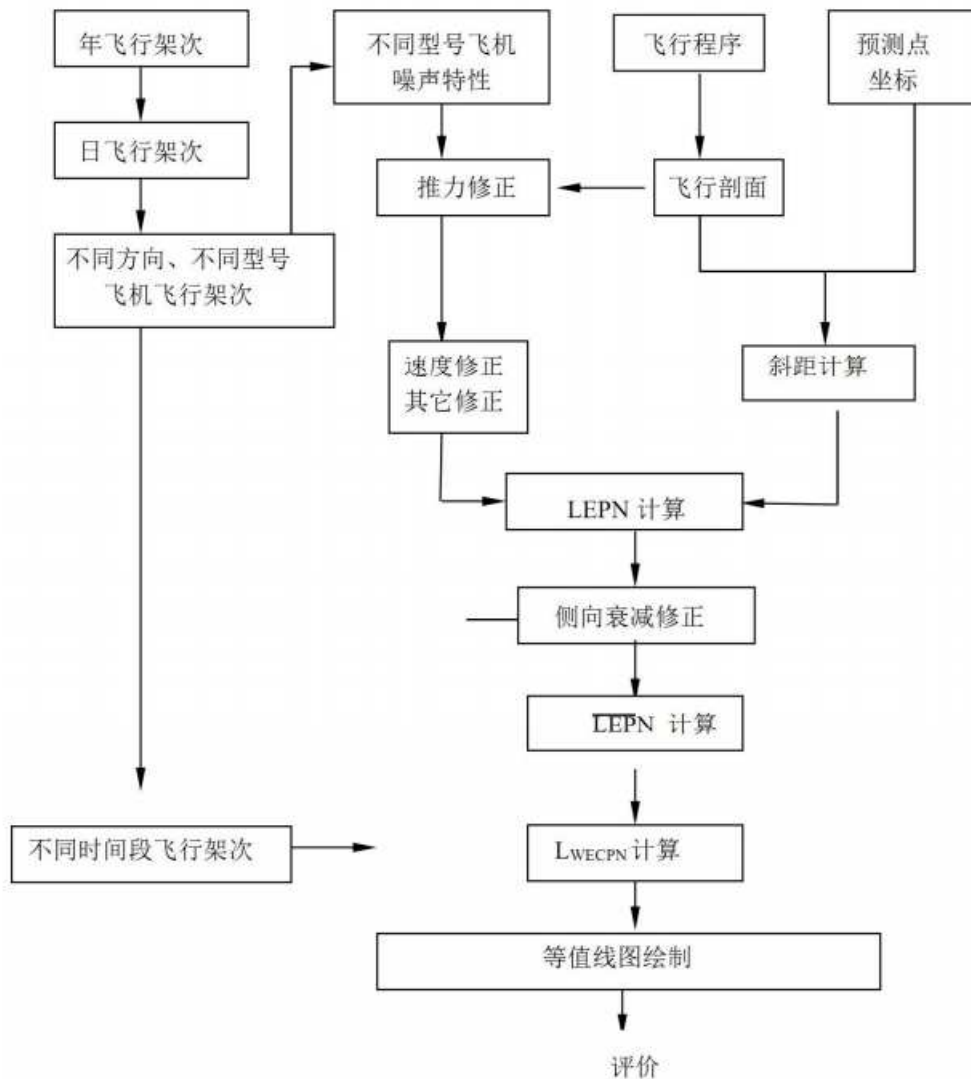 年飞行架次
不同型号飞机
噪声特性
飞行程序
预测点
坐标
日飞行架次
推力修正
飞行剖面
不同方向、不同型号
飞机飞行架次
速度修正
其它修正
斜距计算
LEPN 计算
侧向衰减修正
LEPN 计算
不同时间段飞行架次
LWECPN 计算
等值线图绘制
评价